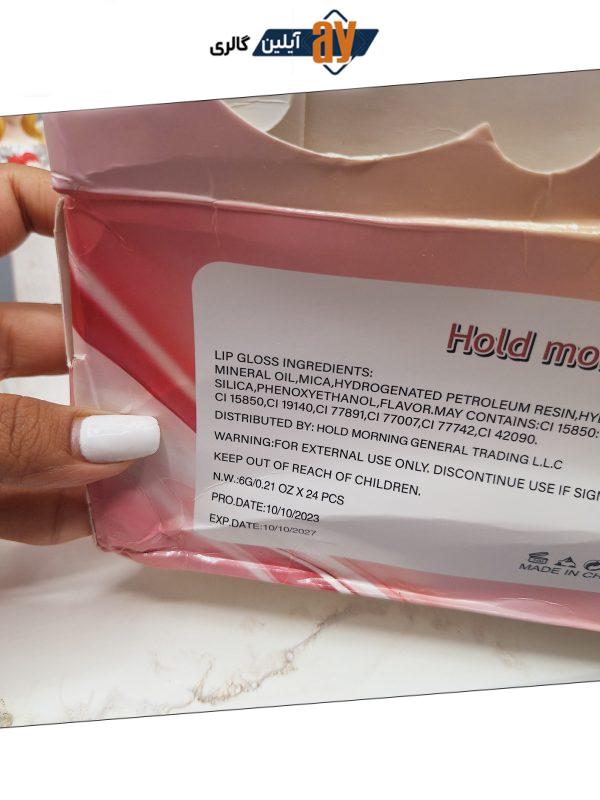 آیلین گالری
ay
Hold mo
LIP GLOSS INGREDIENTS:
MINERAL OIL,MICA,HYDROGENATED PETROLEUM RESIN,HY
SILICA,PHENOXYETHANOL,FLAVOR.MAY CONTAINS:CI 15850:
CI 15850,CI 19140,CI 77891,CI 77007,CI 77742,CI 42090.
DISTRIBUTED BY: HOLD MORNING GENERAL TRADING L.L.C
WARNING:FOR EXTERNAL USE ONLY. DISCONTINUE USE IF SIGN
KEEP OUT OF REACH OF CHILDREN.
N.W.:6G/0.21 OZ X 24 PCS
PRO.DATE:10/10/2023
EXP.DATE:10/10/2027
MADE IN CH